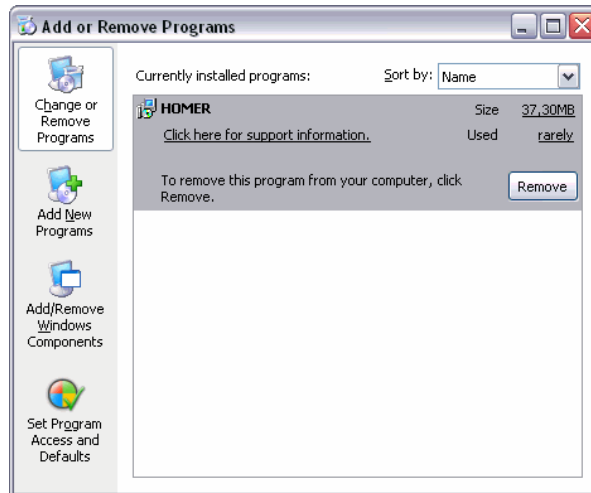 Add or Remove Programs
Change or
Remove
Programs
Add New
Programs
Add/Remove
Windows
Components
Set Program
Access and
Defaults
Currently installed programs:
Sort by: Name
HOMER
Size 37,30MB
Click here for support information.
Used rarely
To remove this program from your computer, click
Remove.
Remove